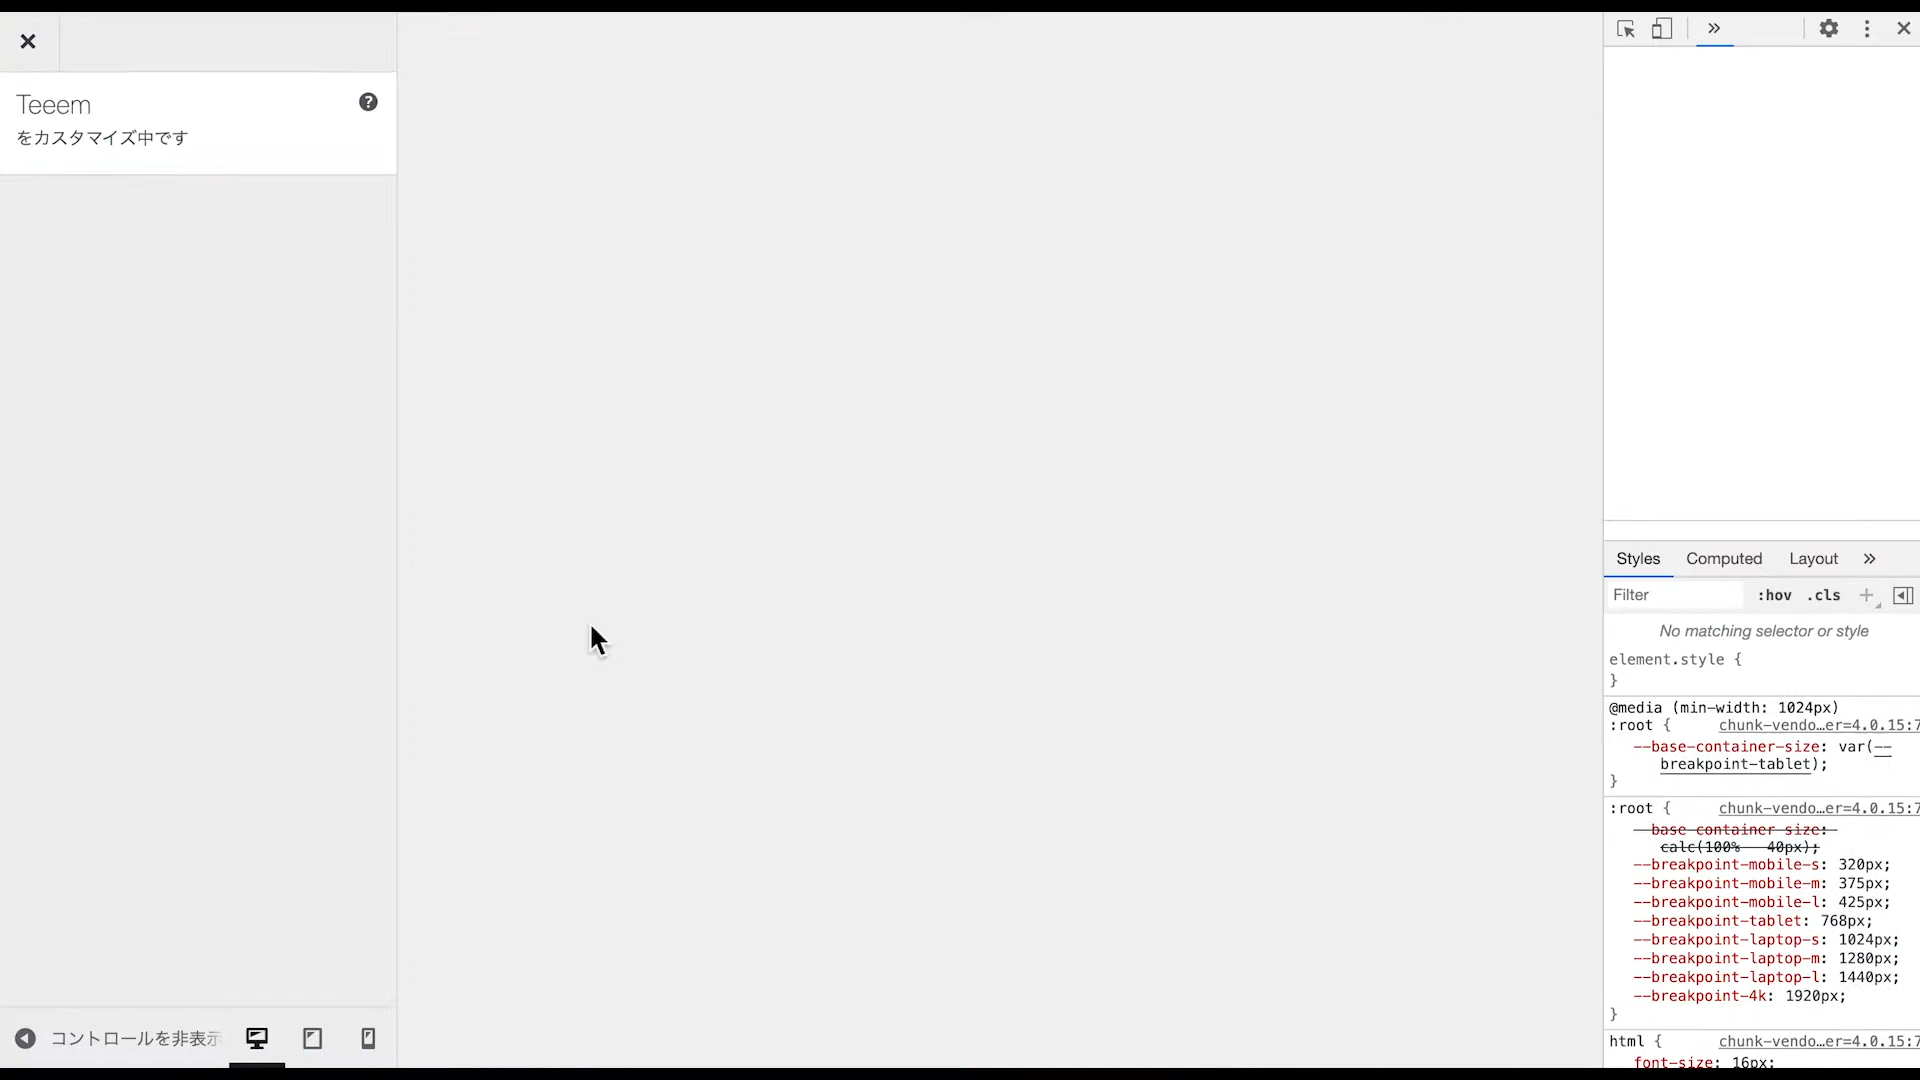 Teeem
をカスタマイズ中です
コントロールを非表示
Styles Computed Layout
Filter :hov .cls
No matching selector or style
element.style {
}
@media (min-width: 1024px)
:root { chunk-vendo…er=4.0.15:7
--base-container-size: var(--
breakpoint-tablet);
}
:root { chunk-vendo…er=4.0.15:7
--base-container-size:
calc(100% - 40px);
--breakpoint-mobile-s: 320px;
--breakpoint-mobile-m: 375px;
--breakpoint-mobile-l: 425px;
--breakpoint-tablet: 768px;
--breakpoint-laptop-s: 1024px;
--breakpoint-laptop-m: 1280px;
--breakpoint-laptop-l: 1440px;
--breakpoint-4k: 1920px;
}
html { chunk-vendo…er=4.0.15:7
font-size: 16px;